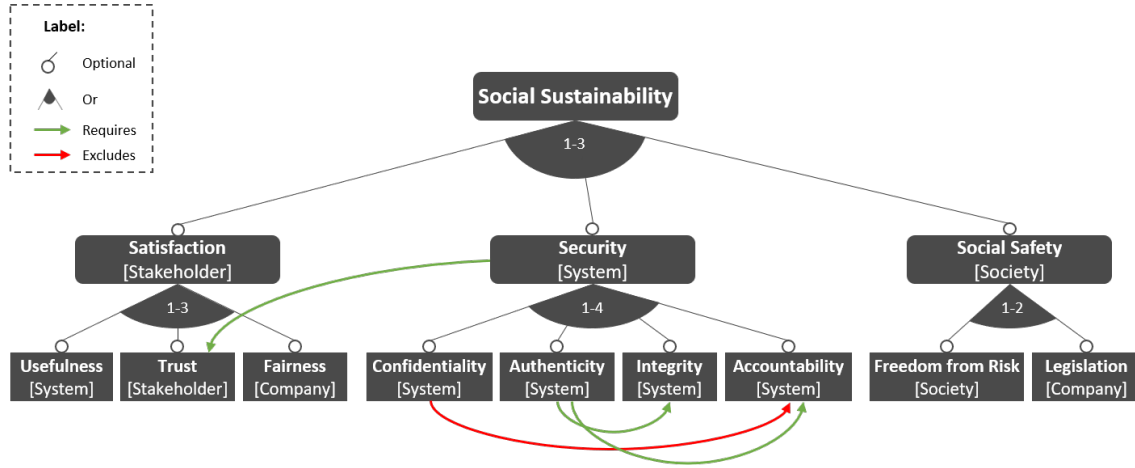 Label:
Optional
Or
Requires
Excludes
Social Sustainability
1-3
Satisfaction
[Stakeholder]
Security
[System]
Social Safety
[Society]
1-3
1-4
1-2
Usefulness
[System]
Trust
[Stakeholder]
Fairness
[Company]
Confidentiality
[System]
Authenticity
[System]
Integrity
[System]
Accountability
[System]
Freedom from Risk
[Society]
Legislation
[Company]